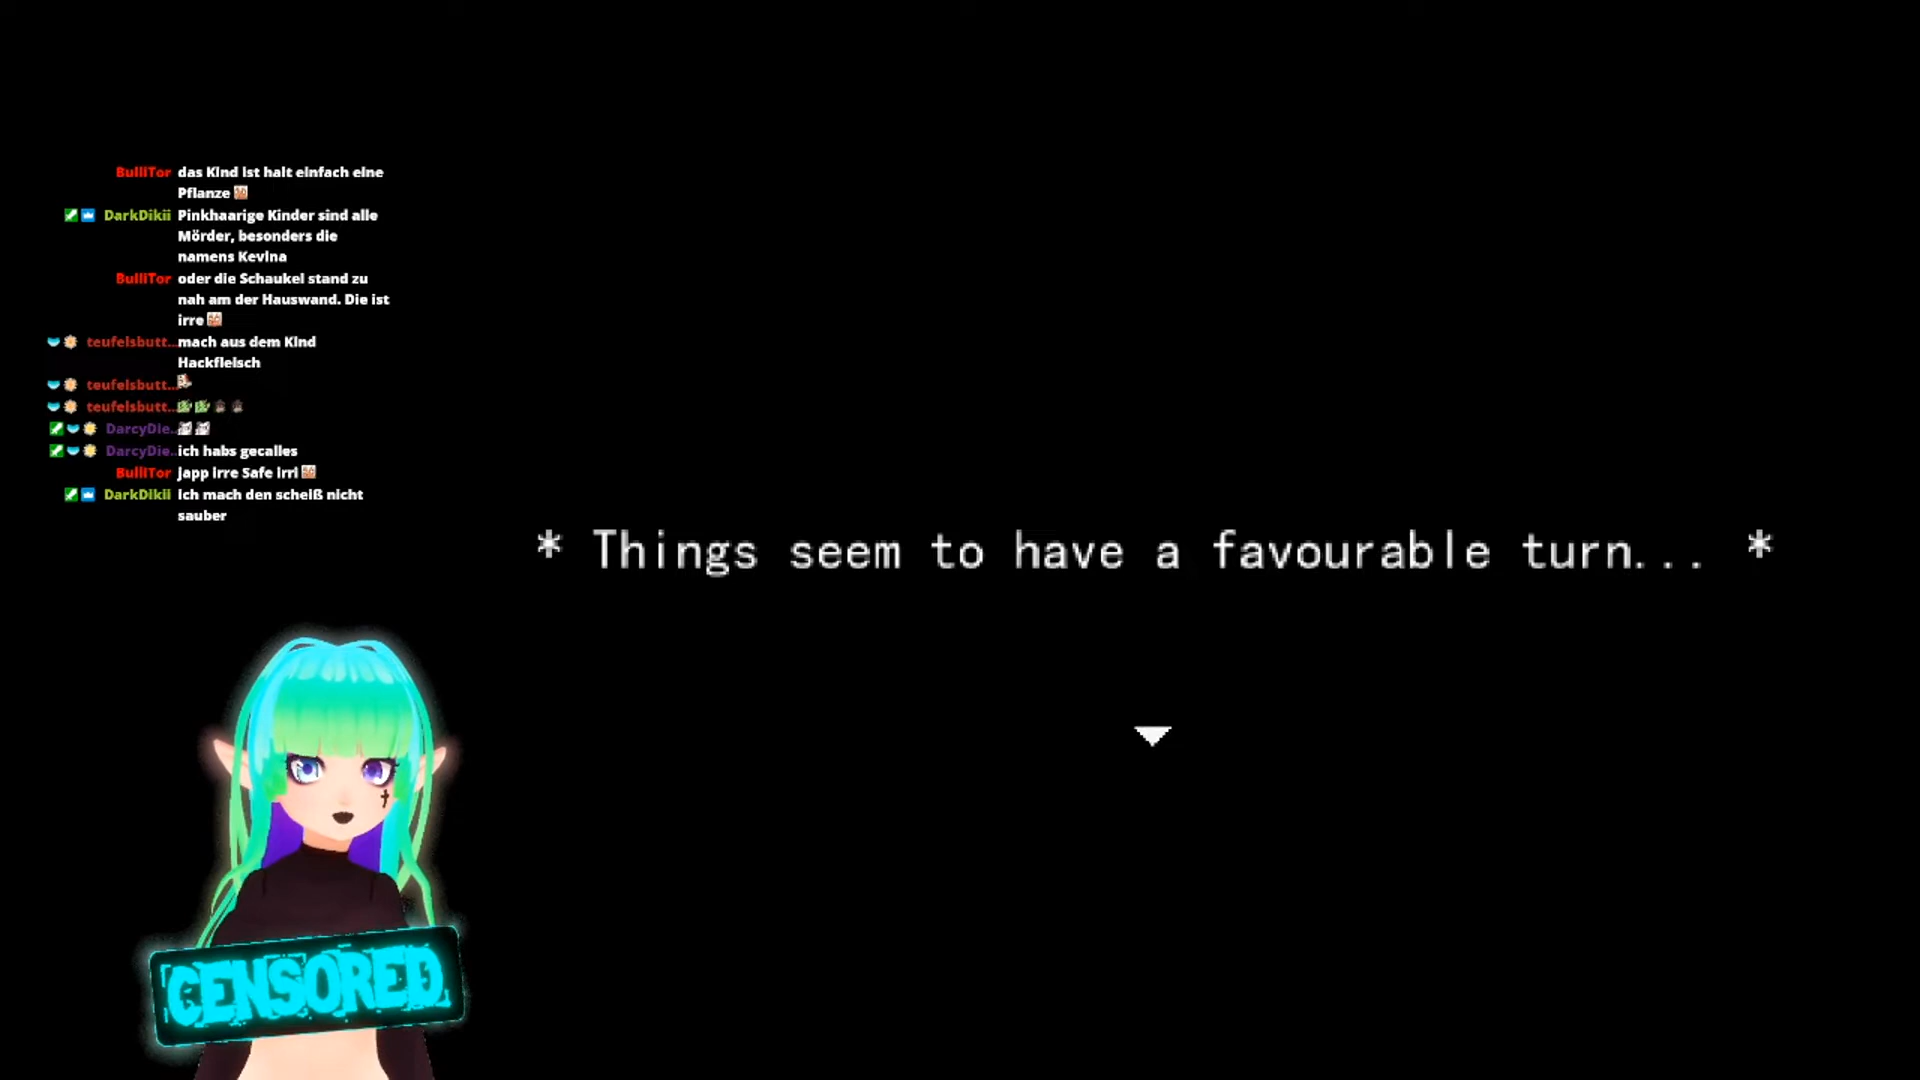 BulliTor das Kind ist halt einfach eine
Pflanze
DarkDikii Pinkhaarige Kinder sind alle
Mörder, besonders die
namens Kevina
BulliTor oder die Schaukel stand zu
nah am der Hauswand. Die ist
irre
teufelsbutt... mach aus dem Kind
Hackfleisch
teufelsbutt...
teufelsbutt...
DarcyDie..
DarcyDie.. ich habs gecalles
BulliTor japp irre Safe irri
DarkDikii Ich mach den scheiß nicht
sauber
* Things seem to have a favourable turn... *
CENSORED